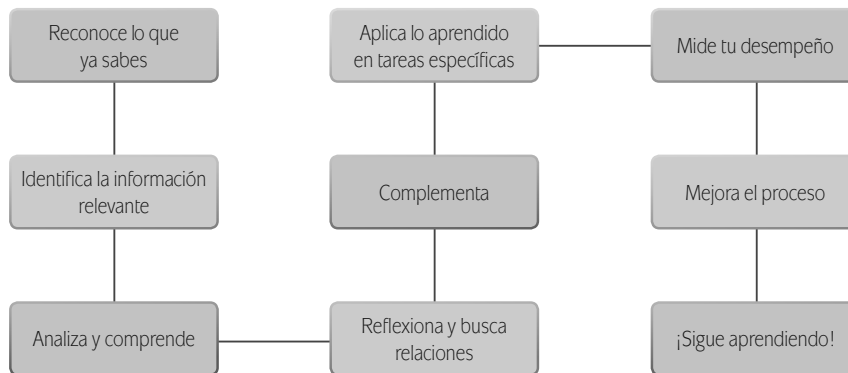 Reconoce lo que
ya sabes
Identifica la información
relevante
Analiza y comprende
Reflexiona y busca
relaciones
Complementa
Aplica lo aprendido
en tareas específicas
Mide tu desempeño
Mejora el proceso
¡Sigue aprendiendo!